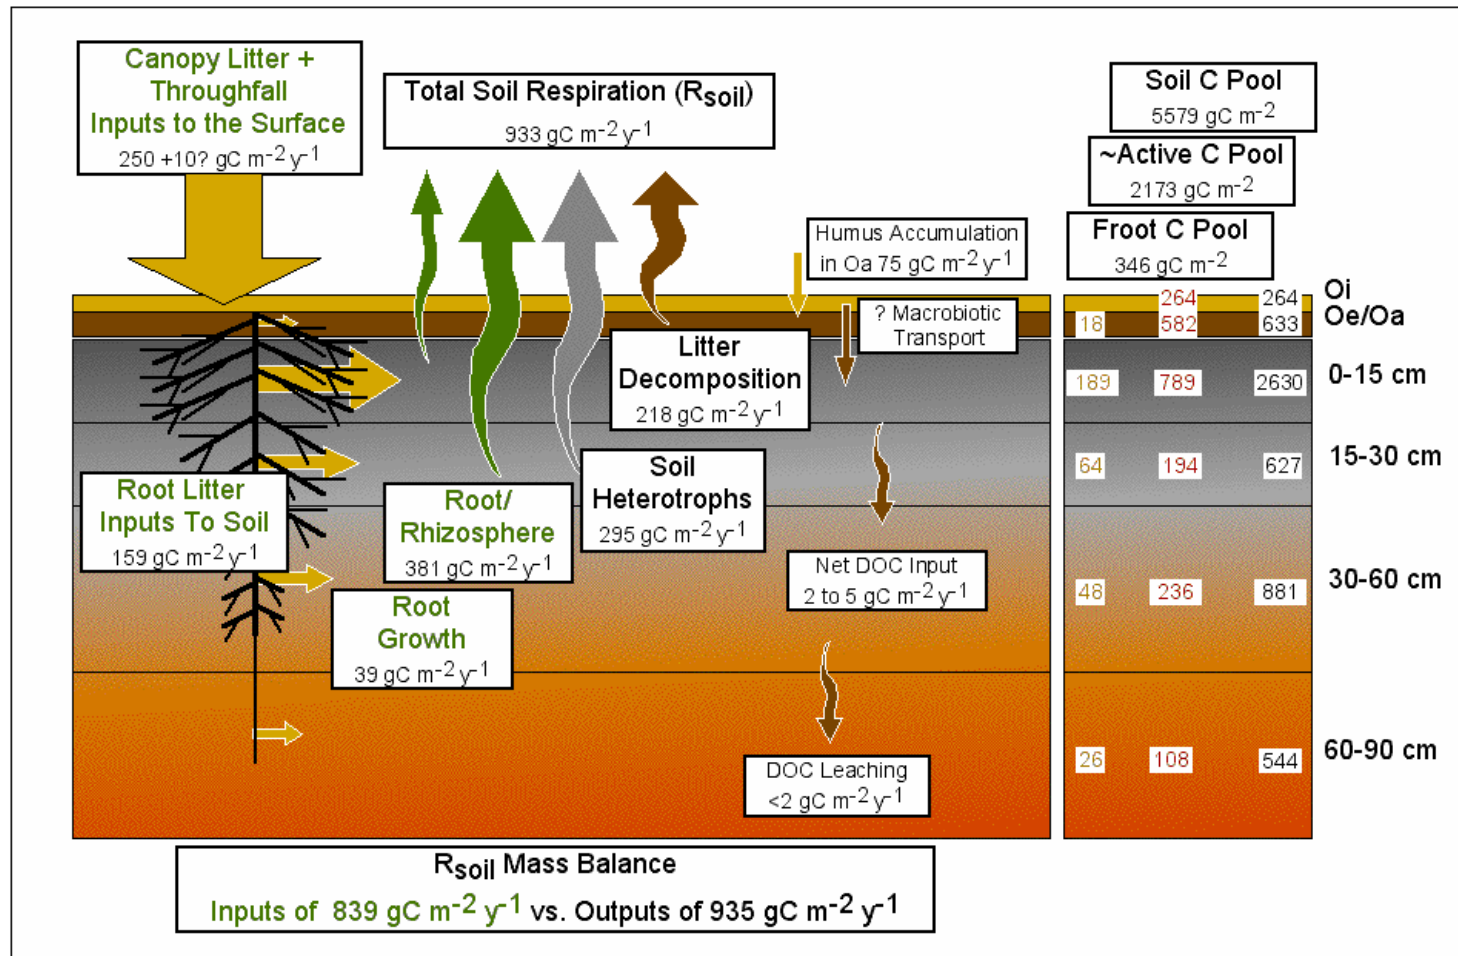 Canopy Litter +
Throughfall
Inputs to the Surface
250 +10? gC m-2 y-1
Total Soil Respiration (Rsoil)
933 gC m-2 y-1
Soil C Pool
5579 gC m-2
~Active C Pool
2173 gC m-2
Froot C Pool
346 gC m-2
Humus Accumulation
in Oa 75 gC m-2 y-1
? Macrobiotic
Transport
264 264 Oi
18 582 633 Oe/Oa
189 789 2630 0-15 cm
64 194 627 15-30 cm
48 236 881 30-60 cm
26 108 544 60-90 cm
Litter
Decomposition
218 gC m-2 y-1
Soil
Heterotrophs
295 gC m-2 y-1
Root/
Rhizosphere
381 gC m-2 y-1
Root Litter
Inputs To Soil
159 gC m-2 y-1
Root
Growth
39 gC m-2 y-1
Net DOC Input
2 to 5 gC m-2 y-1
DOC Leaching
<2 gC m-2 y-1
Rsoil Mass Balance
Inputs of 839 gC m-2 y-1 vs. Outputs of 935 gC m-2 y-1